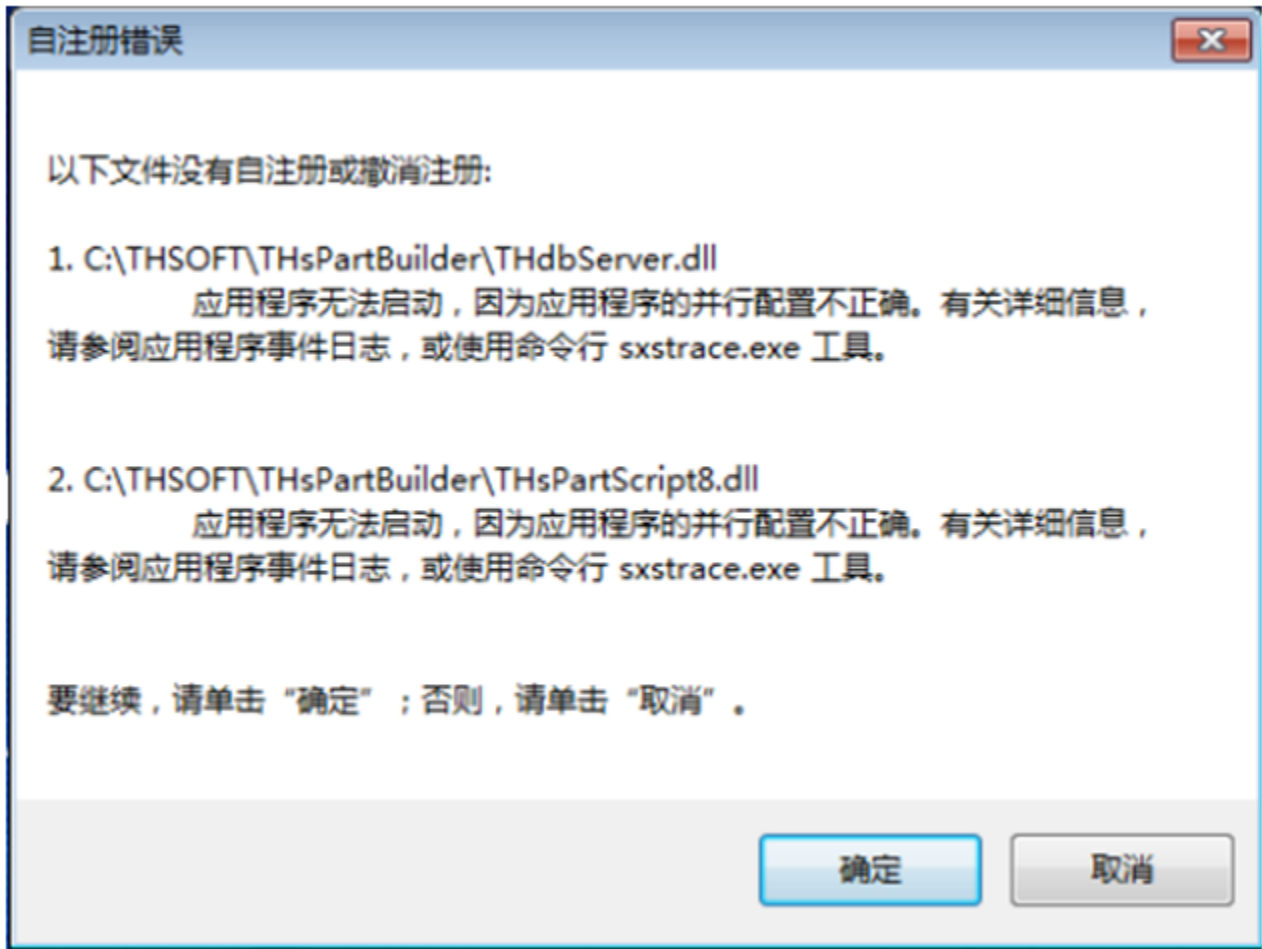 自注册错误
以下文件没有自注册或撤消注册:
1. C:\THSOFT\THsPartBuilder\THdbServer.dll
应用程序无法启动，因为应用程序的并行配置不正确。有关详细信息，
请参阅应用程序事件日志，或使用命令行 sxstrace.exe 工具。
2. C:\THSOFT\THsPartBuilder\THsPartScript8.dll
应用程序无法启动，因为应用程序的并行配置不正确。有关详细信息，
请参阅应用程序事件日志，或使用命令行 sxstrace.exe 工具。
要继续，请单击“确定”；否则，请单击“取消”。
确定
取消